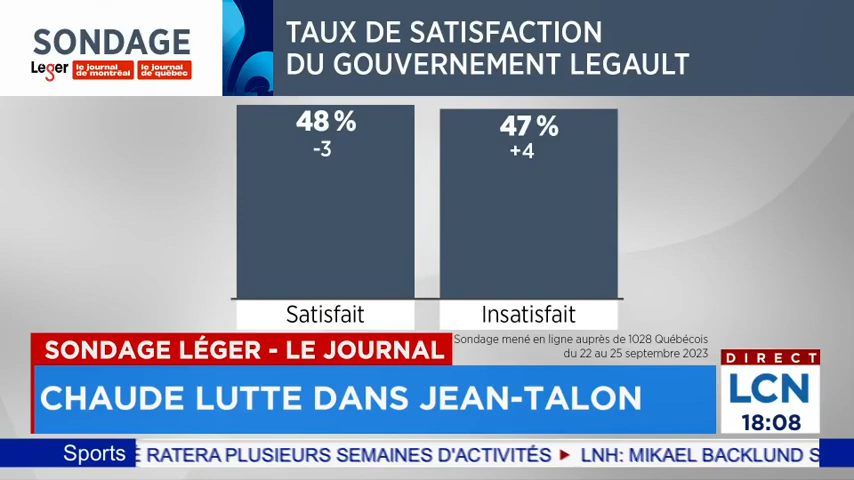 SONDAGE
Leger le journal de montréal le journal de québec
TAUX DE SATISFACTION
DU GOUVERNEMENT LEGAULT
48 % 47 %
-3 +4
Satisfait Insatisfait
Sondage mené en ligne auprès de 1028 Québécois
du 22 au 25 septembre 2023
SONDAGE LÉGER - LE JOURNAL
CHAUDE LUTTE DANS JEAN-TALON
DIRECT
LCN
18:08
Sports E RATERA PLUSIEURS SEMAINES D'ACTIVITÉS ► LNH: MIKAEL BACKLUND S